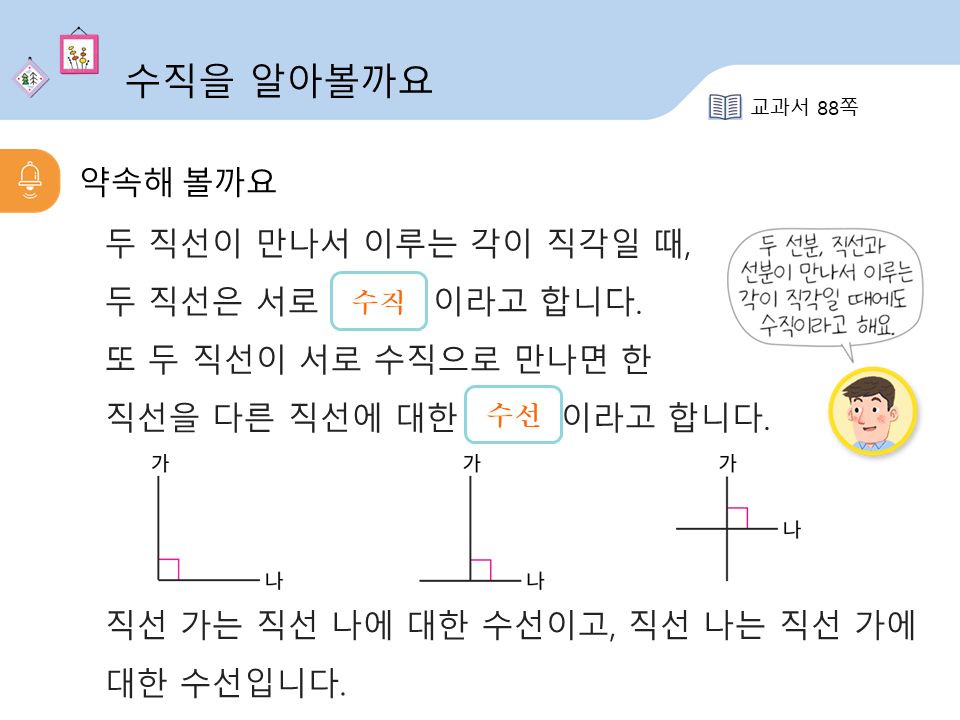 수직을 알아볼까요
교과서 88쪽
약속해 볼까요
두 직선이 만나서 이루는 각이 직각일 때,
두 직선은 서로 수직 이라고 합니다.
또 두 직선이 서로 수직으로 만나면 한
직선을 다른 직선에 대한 수선 이라고 합니다.
두 선분, 직선과
선분이 만나서 이루는
각이 직각일 때에도
수직이라고 해요.
가
나
가
나
가
나
직선 가는 직선 나에 대한 수선이고, 직선 나는 직선 가에
대한 수선입니다.